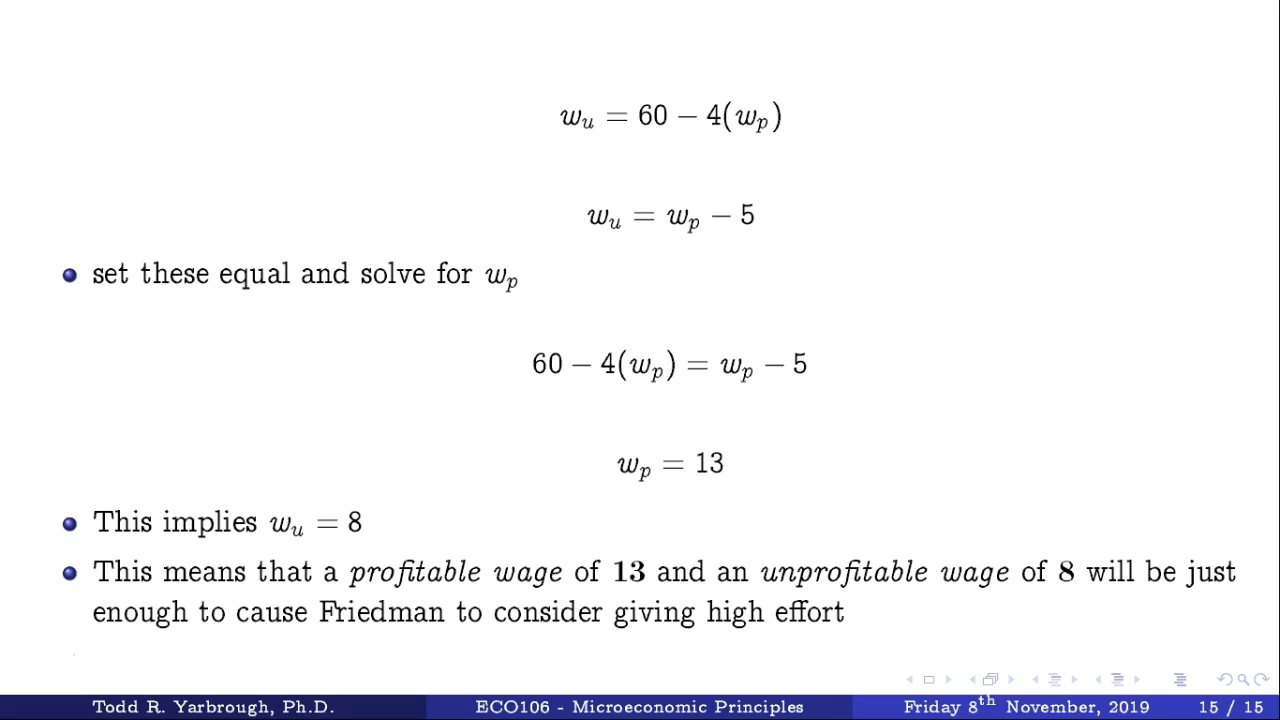 w_u = 60 − 4(w_p)
w_u = w_p − 5
set these equal and solve for w_p
60 − 4(w_p) = w_p − 5
w_p = 13
This implies w_u = 8
This means that a profitable wage of 13 and an unprofitable wage of 8 will be just
enough to cause Friedman to consider giving high effort
Todd R. Yarbrough, Ph.D. ECO106 - Microeconomic Principles Friday 8th November, 2019 15 / 15